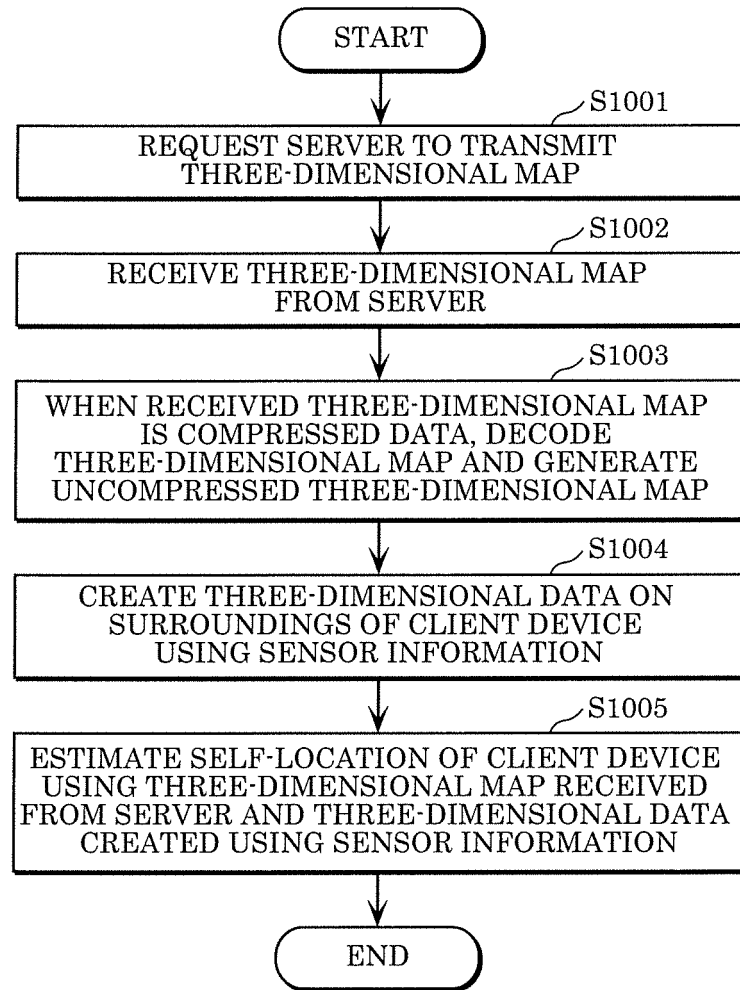 START
S1001
REQUEST SERVER TO TRANSMIT
THREE-DIMENSIONAL MAP
S1002
RECEIVE THREE-DIMENSIONAL MAP
FROM SERVER
S1003
WHEN RECEIVED THREE-DIMENSIONAL MAP
IS COMPRESSED DATA, DECODE
THREE-DIMENSIONAL MAP AND GENERATE
UNCOMPRESSED THREE-DIMENSIONAL MAP
S1004
CREATE THREE-DIMENSIONAL DATA ON
SURROUNDINGS OF CLIENT DEVICE
USING SENSOR INFORMATION
S1005
ESTIMATE SELF-LOCATION OF CLIENT DEVICE
USING THREE-DIMENSIONAL MAP RECEIVED
FROM SERVER AND THREE-DIMENSIONAL DATA
CREATED USING SENSOR INFORMATION
END